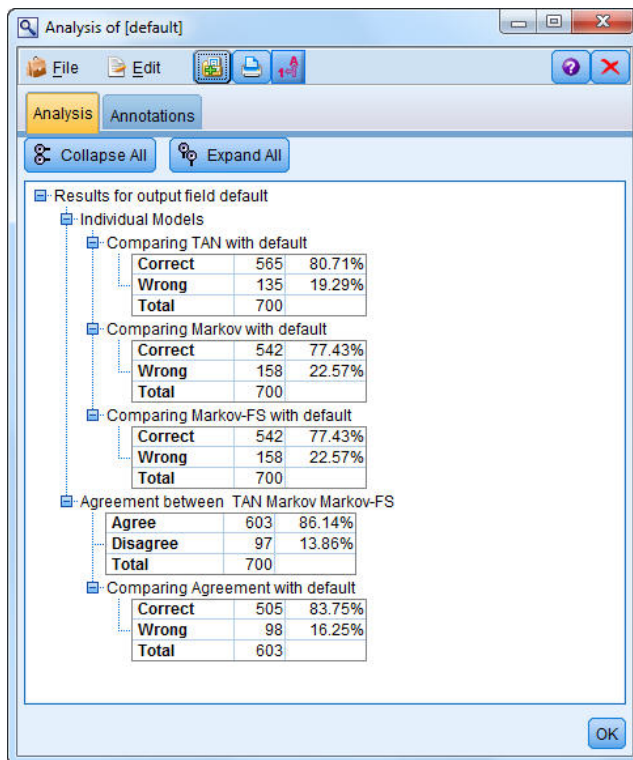 Analysis of [default]
File Edit
Analysis Annotations
Collapse All Expand All
Results for output field default
Individual Models
Comparing TAN with default
Correct 565 80.71%
Wrong 135 19.29%
Total 700
Comparing Markov with default
Correct 542 77.43%
Wrong 158 22.57%
Total 700
Comparing Markov-FS with default
Correct 542 77.43%
Wrong 158 22.57%
Total 700
Agreement between TAN Markov Markov-FS
Agree 603 86.14%
Disagree 97 13.86%
Total 700
Comparing Agreement with default
Correct 505 83.75%
Wrong 98 16.25%
Total 603
OK